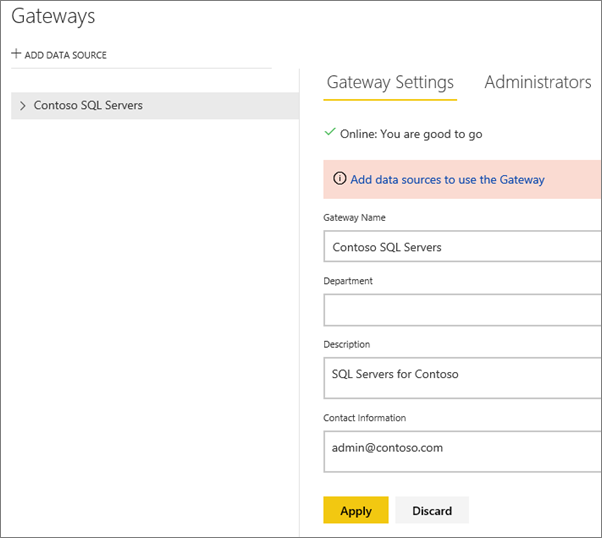 Gateways
+ ADD DATA SOURCE
Contoso SQL Servers
Gateway Settings Administrators
Online: You are good to go
Add data sources to use the Gateway
Gateway Name
Contoso SQL Servers
Department
Description
SQL Servers for Contoso
Contact Information
admin@contoso.com
Apply Discard